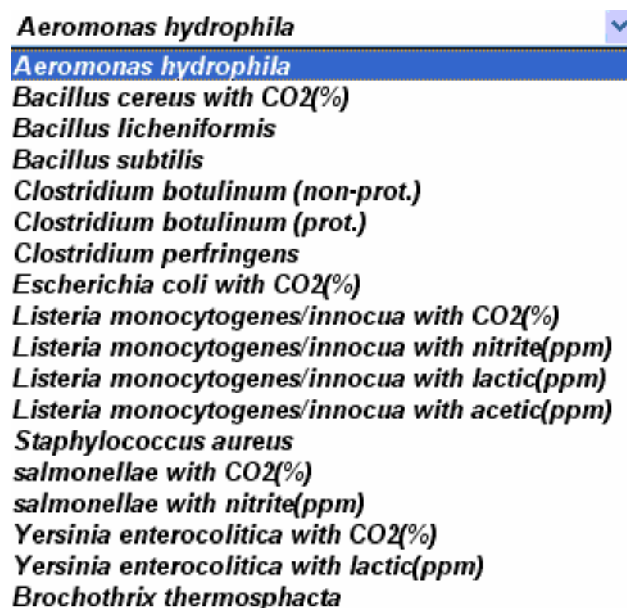 Aeromonas hydrophila
Aeromonas hydrophila
Bacillus cereus with CO2(%)
Bacillus licheniformis
Bacillus subtilis
Clostridium botulinum (non-prot.)
Clostridium botulinum (prot.)
Clostridium perfringens
Escherichia coli with CO2(%)
Listeria monocytogenes/innocua with CO2(%)
Listeria monocytogenes/innocua with nitrite(ppm)
Listeria monocytogenes/innocua with lactic(ppm)
Listeria monocytogenes/innocua with acetic(ppm)
Staphylococcus aureus
salmonellae with CO2(%)
salmonellae with nitrite(ppm)
Yersinia enterocolitica with CO2(%)
Yersinia enterocolitica with lactic(ppm)
Brochothrix thermosphacta